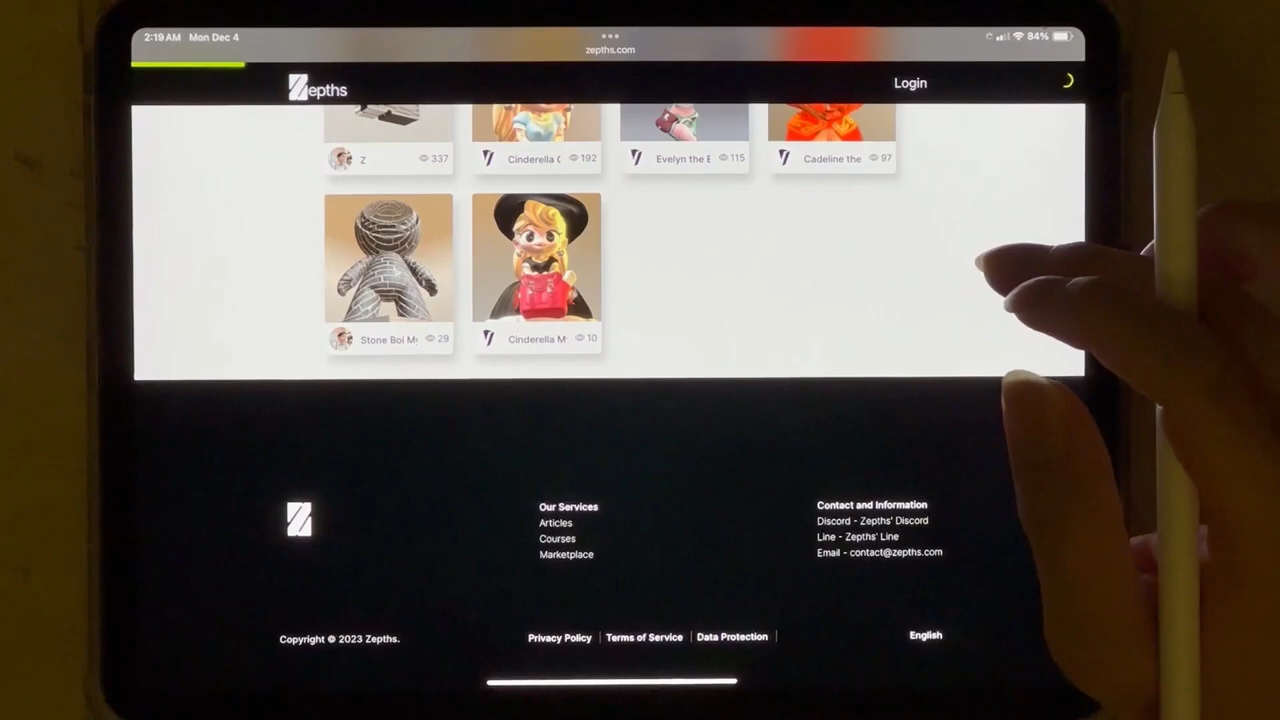 2:19 AM Mon Dec 4
zepths.com
84%
Zepths
Login
Z 337
Cinderella C 192
Evelyn the E 115
Cadeline the 97
Stone Boi My 29
Cinderella M 10
Our Services
Articles
Courses
Marketplace
Contact and Information
Discord - Zepths' Discord
Line - Zepths' Line
Email - contact@zepths.com
Copyright © 2023 Zepths.
Privacy Policy | Terms of Service | Data Protection |
English